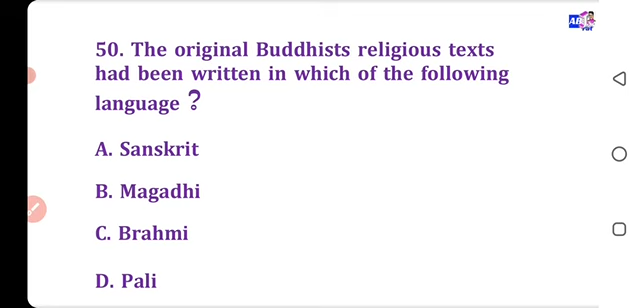 50. The original Buddhists religious texts
had been written in which of the following
language ?
A. Sanskrit
B. Magadhi
C. Brahmi
D. Pali